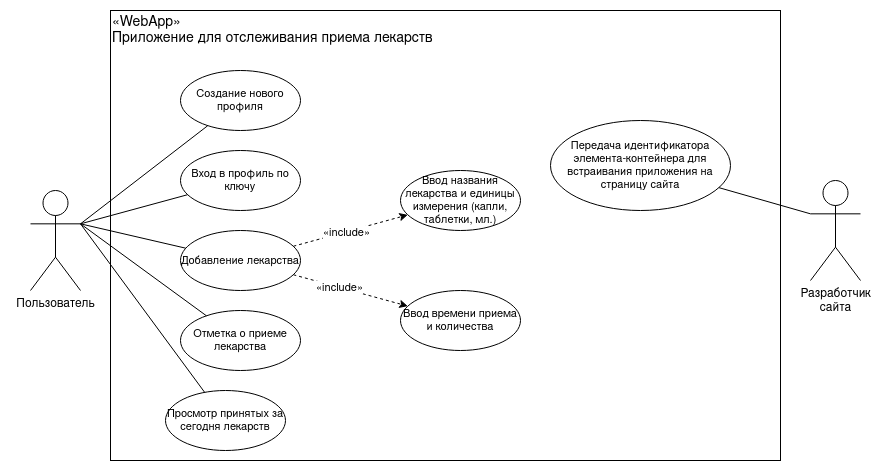 «WebApp»
Приложение для отслеживания приема лекарств
Создание нового
профиля
Вход в профиль по
ключу
Добавление лекарства
Отметка о приеме
лекарства
Просмотр принятых за
сегодня лекарств
«include»
«include»
Ввод названия
лекарства и единицы
измерения (капли,
таблетки, мл.)
Ввод времени приема
и количества
Передача идентификатора
элемента-контейнера для
встраивания приложения на
страницу сайта
Пользователь
Разработчик
сайта